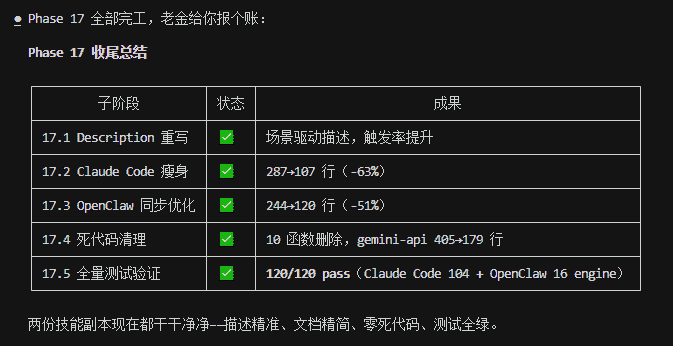 ● Phase 17 全部完工，老金给你报个账：
Phase 17 收尾总结
子阶段 状态 成果
17.1 Description 重写 ✅ 场景驱动描述，触发率提升
17.2 Claude Code 瘦身 ✅ 287→107 行（-63%）
17.3 OpenClaw 同步优化 ✅ 244→120 行（-51%）
17.4 死代码清理 ✅ 10 函数删除，gemini-api 405→179 行
17.5 全量测试验证 ✅ 120/120 pass（Claude Code 104 + OpenClaw 16 engine）
两份技能副本现在都干干净净——描述精准、文档精简、零死代码、测试全绿。